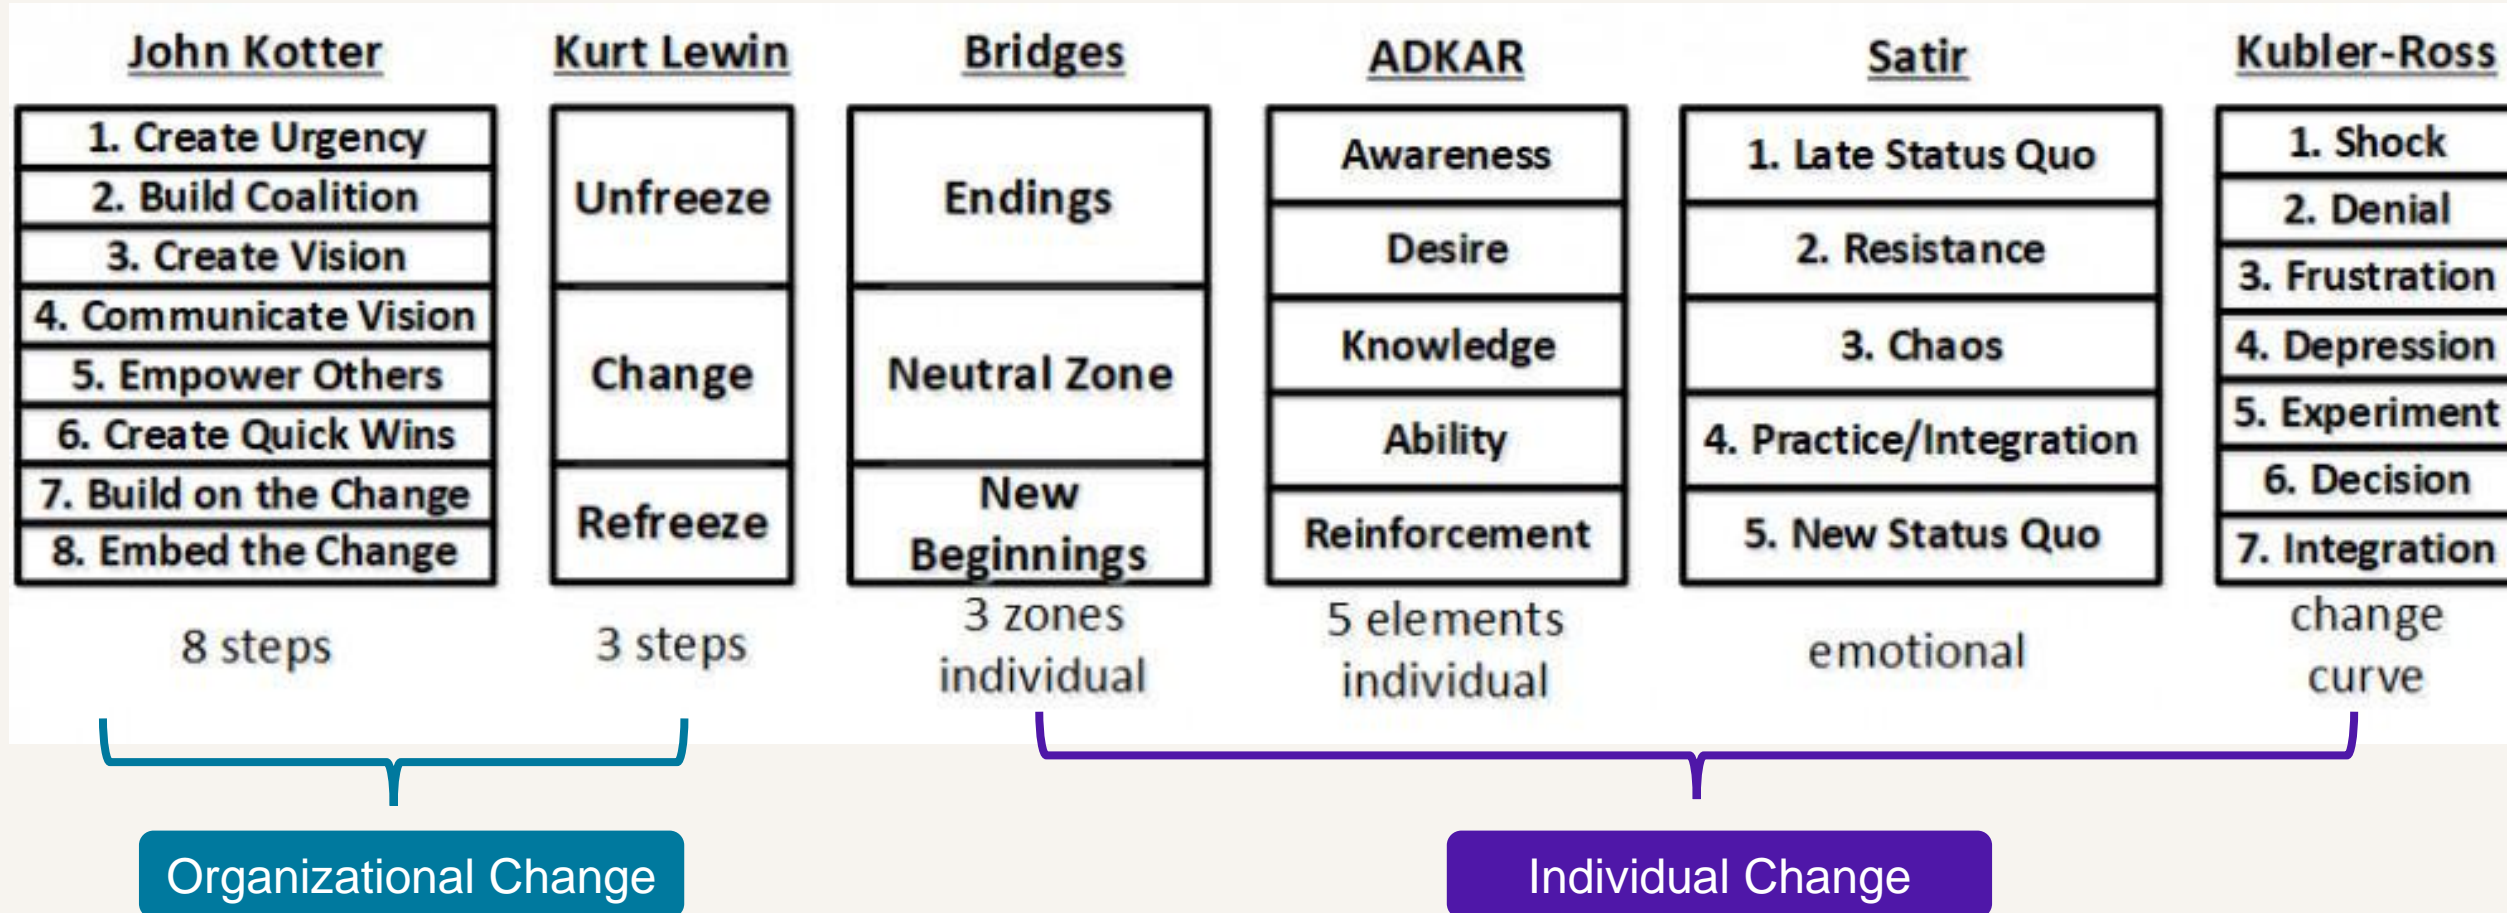 John Kotter
1. Create Urgency
2. Build Coalition
3. Create Vision
4. Communicate Vision
5. Empower Others
6. Create Quick Wins
7. Build on the Change
8. Embed the Change
8 steps
Kurt Lewin
Unfreeze
Change
Refreeze
3 steps
Bridges
Endings
Neutral Zone
New
Beginnings
3 zones
individual
ADKAR
Awareness
Desire
Knowledge
Ability
Reinforcement
5 elements
individual
Satir
1. Late Status Quo
2. Resistance
3. Chaos
4. Practice/Integration
5. New Status Quo
emotional
Kubler-Ross
1. Shock
2. Denial
3. Frustration
4. Depression
5. Experiment
6. Decision
7. Integration
change
curve
Organizational Change
Individual Change